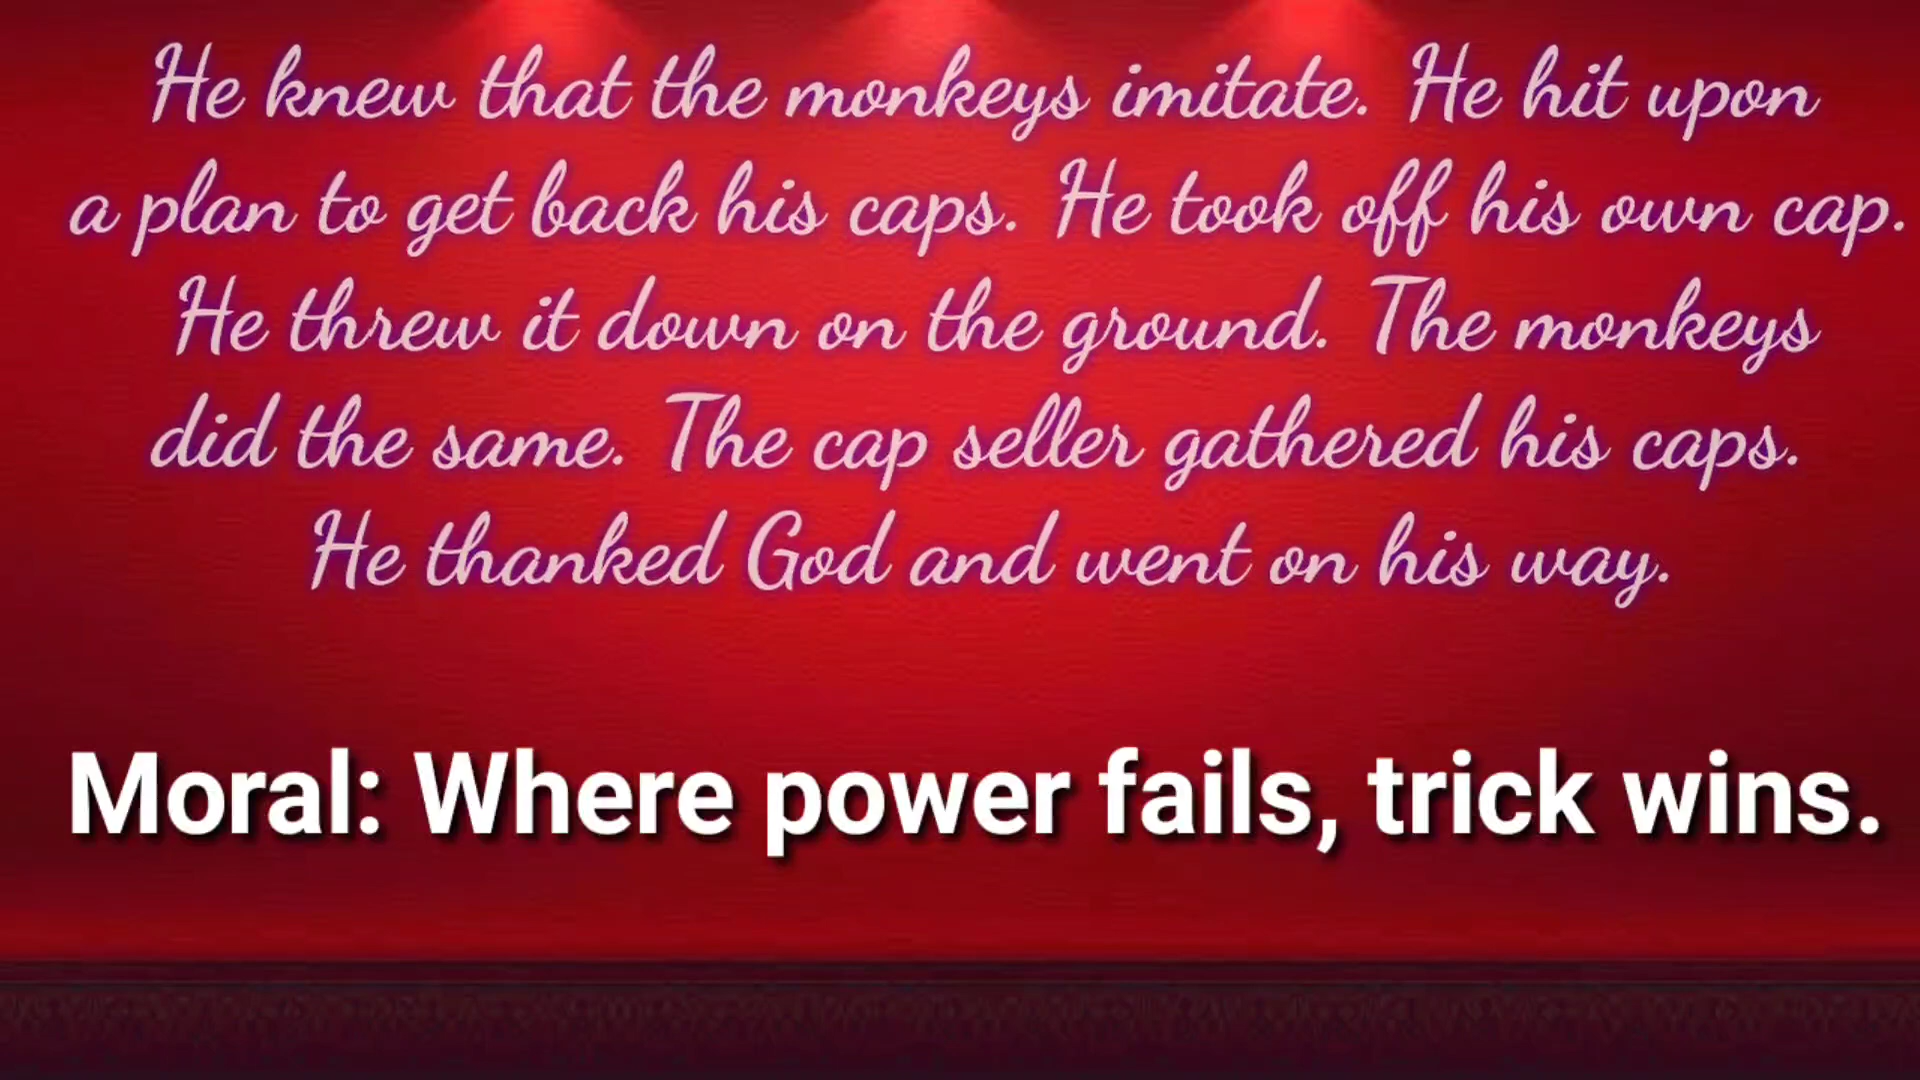 He knew that the monkeys imitate. He hit upon
a plan to get back his caps. He took off his own cap.
He threw it down on the ground. The monkeys
did the same. The cap seller gathered his caps.
He thanked God and went on his way.
Moral: Where power fails, trick wins.